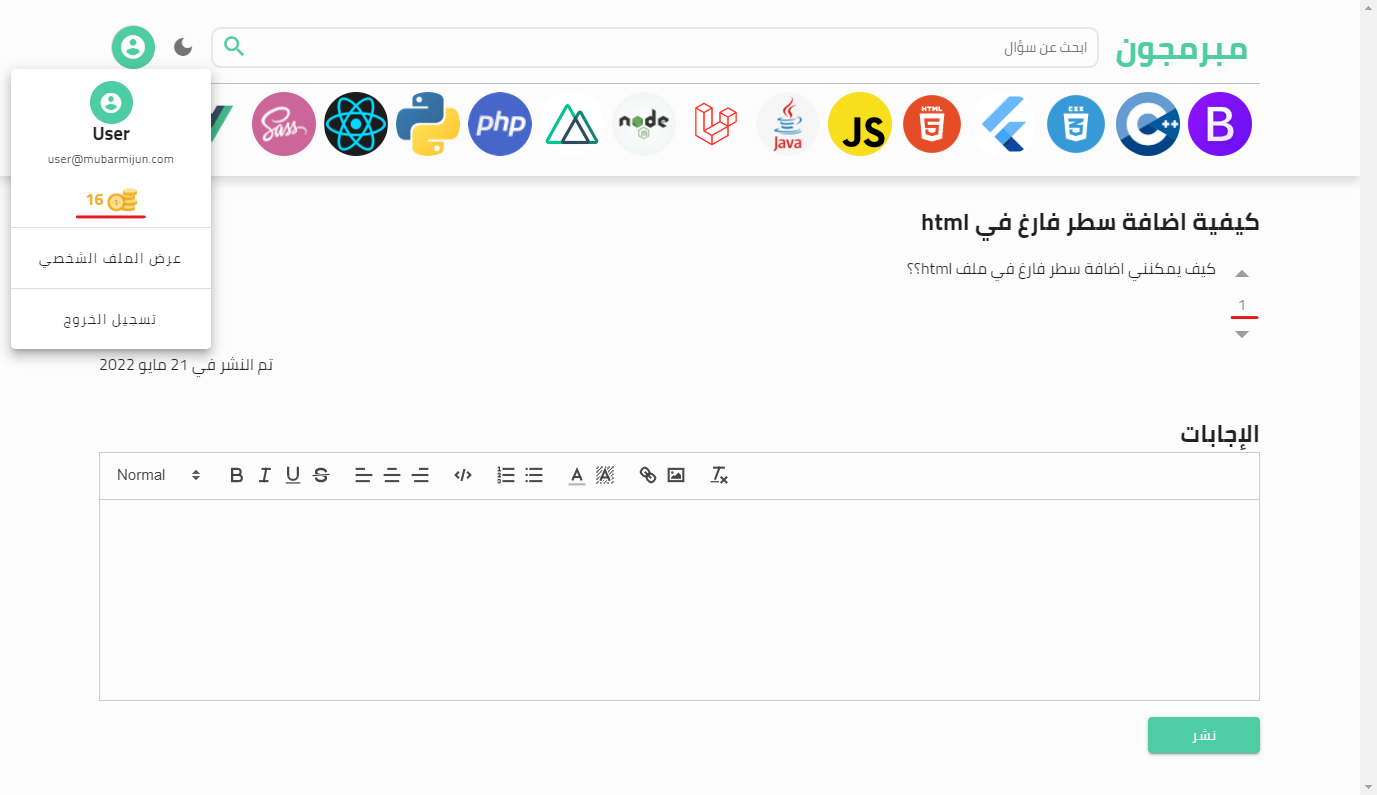 مبرمجون
ابحث عن سؤال
B
C++
CSS
3
HTML
5
JS
Java
node
JS
php
Sass
User
user@mubarmijun.com
16
عرض الملف الشخصي
تسجيل الخروج
كيفية اضافة سطر فارغ في html
كيف يمكنني اضافة سطر فارغ في ملف html؟؟
1
تم النشر في 21 مايو 2022
الإجابات
Normal
نشر